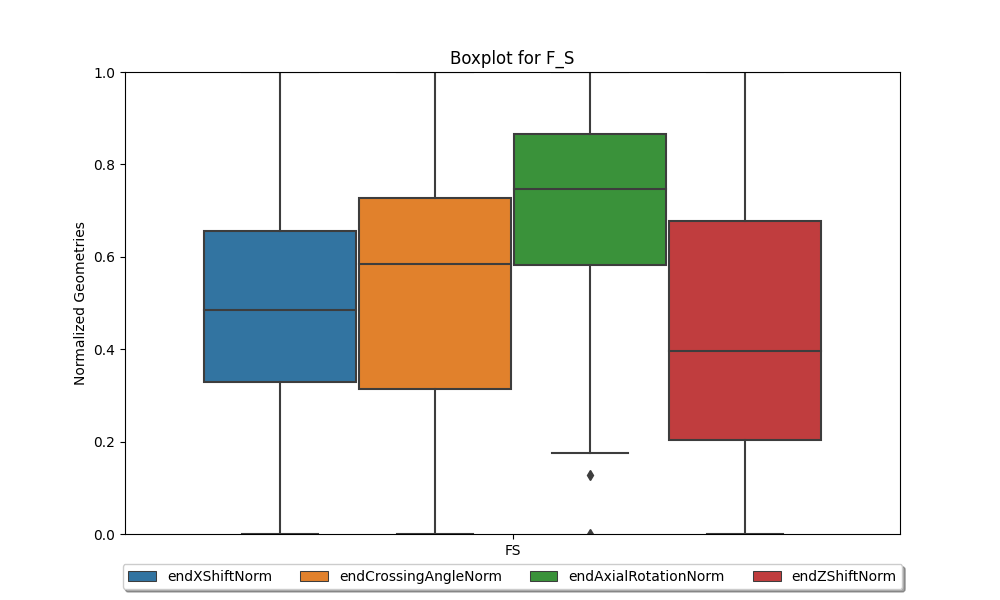 Boxplot for F_S
1.0
0.8
0.6
0.4
0.2
0.0
Normalized Geometries
FS
endXShiftNorm endCrossingAngleNorm endAxialRotationNorm endZShiftNorm